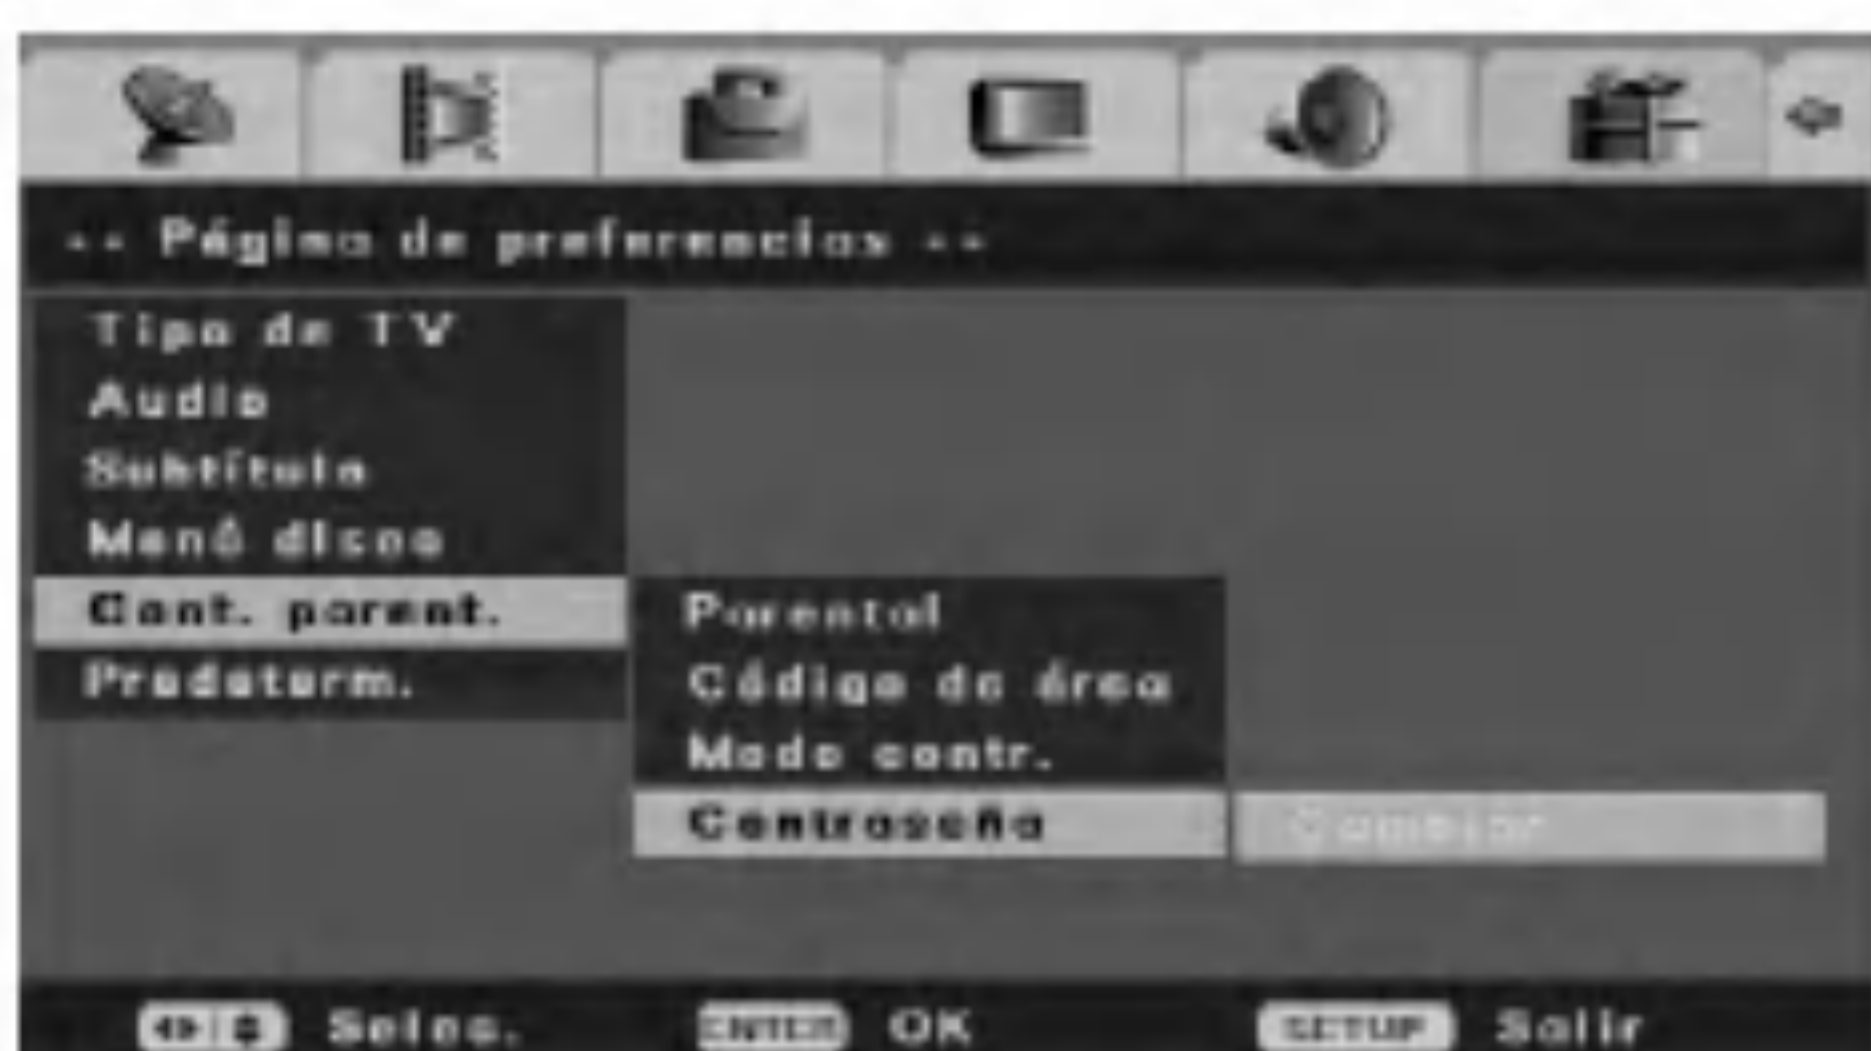 -- Página de preferencias --
Tipo de TV
Audio
Subtítulo
Menú disco
Cont. parent.
Predeterm.
Parental
Código de área
Modo contr.
Contraseña
Cambiar
Selec.
ENTER OK
SETUP Salir